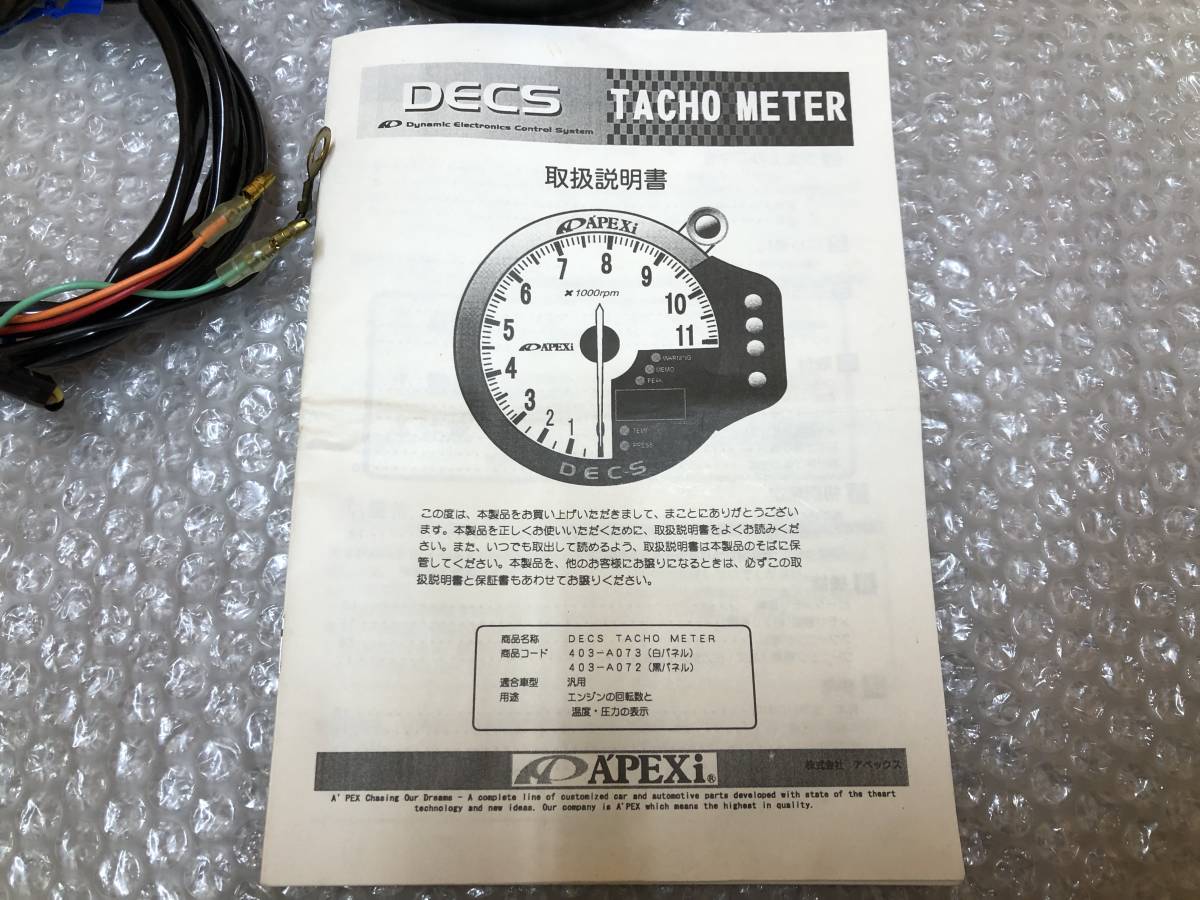 DECS
Dynamic Electronics Control System
TACHO METER
取扱説明書
A'PEXi
7 8 9
6 10
×1000rpm
5 11
A'PEXi
4
3
2
1
WARNING
MEMO
PEAK
TEMP
PRESS
DEC-S
この度は、本製品をお買い上げいただきまして、まことにありがとうござい
ます。本製品を正しくお使いいただくために、取扱説明書をよくお読みくだ
さい。また、いつでも取出して読めるよう、取扱説明書は本製品のそばに保
管してください。本製品を、他のお客様にお譲りになるときは、必ずこの取
扱説明書と保証書もあわせてお譲りください。
商品名称 DECS TACHO METER
商品コード 403-A073(白パネル)
403-A072(黒パネル)
適合車型 汎用
用途 エンジンの回転数と
温度・圧力の表示
A'PEXi®
株式会社 アペックス
A' PEX Chasing Our Dreams - A complete line of customized car and automotive parts developed with state of the theart
technology and new ideas. Our company is A'PEX which means the highest in quality.